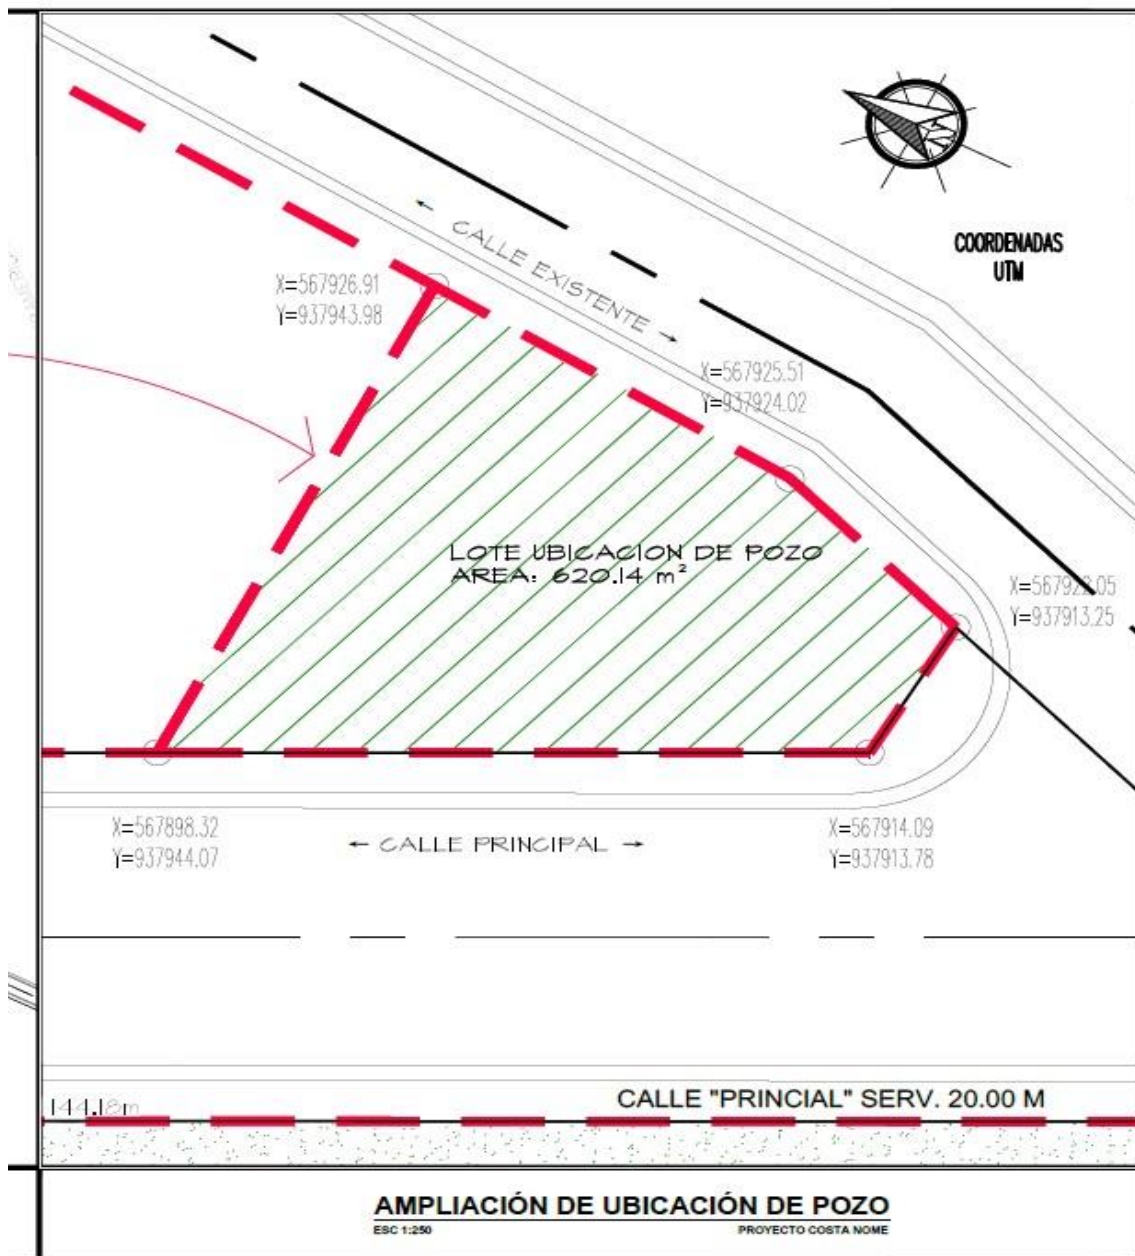 COORDENADAS
UTM
← CALLE EXISTENTE →
X=567926.91
Y=937943.98
X=567925.51
Y=937924.02
LOTE UBICACION DE POZO
AREA: 620.14 m²
X=567922.05
Y=937913.25
X=567898.32
Y=937944.07
← CALLE PRINCIPAL →
X=567914.09
Y=937913.78
144.18m
CALLE "PRINCIAL" SERV. 20.00 M
AMPLIACIÓN DE UBICACIÓN DE POZO
ESC 1:250
PROYECTO COSTA NOME